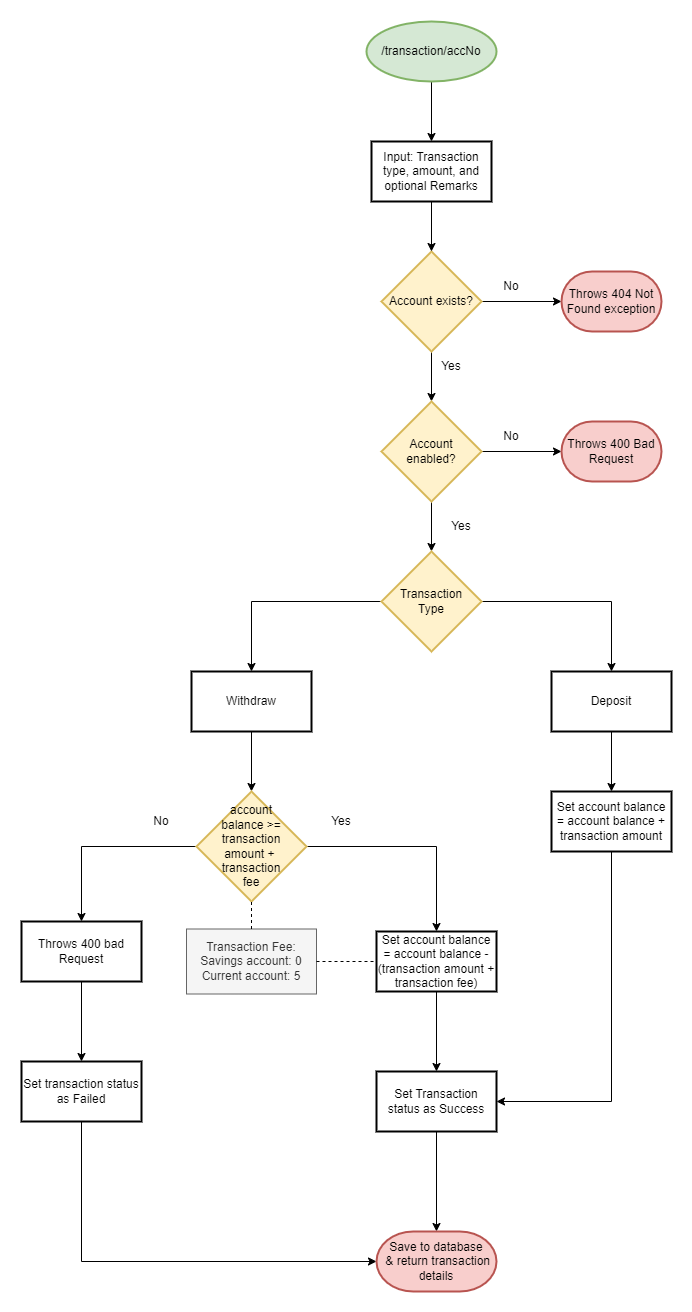 /transaction/accNo
Input: Transaction
type, amount, and
optional Remarks
Account exists?
No
Throws 404 Not
Found exception
Yes
Account
enabled?
No
Throws 400 Bad
Request
Yes
Transaction
Type
Withdraw
Deposit
account
balance >=
transaction
amount +
transaction
fee
No
Yes
Set account balance
= account balance +
transaction amount
Throws 400 bad
Request
Transaction Fee:
Savings account: 0
Current account: 5
Set account balance
= account balance -
(transaction amount +
transaction fee)
Set transaction status
as Failed
Set Transaction
status as Success
Save to database
& return transaction
details